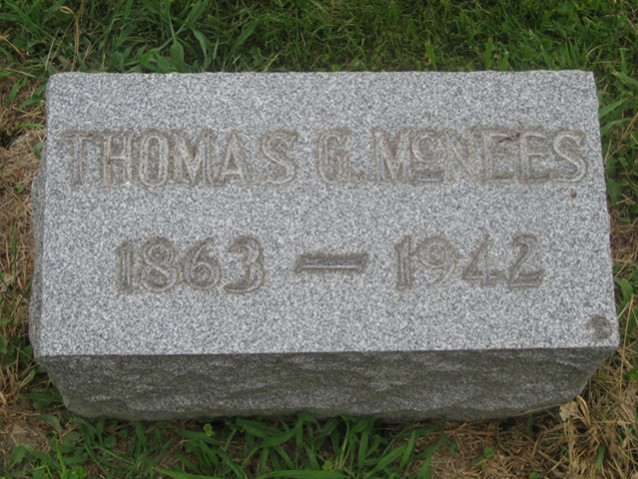 THOMAS G. McNEES
1863 — 1942